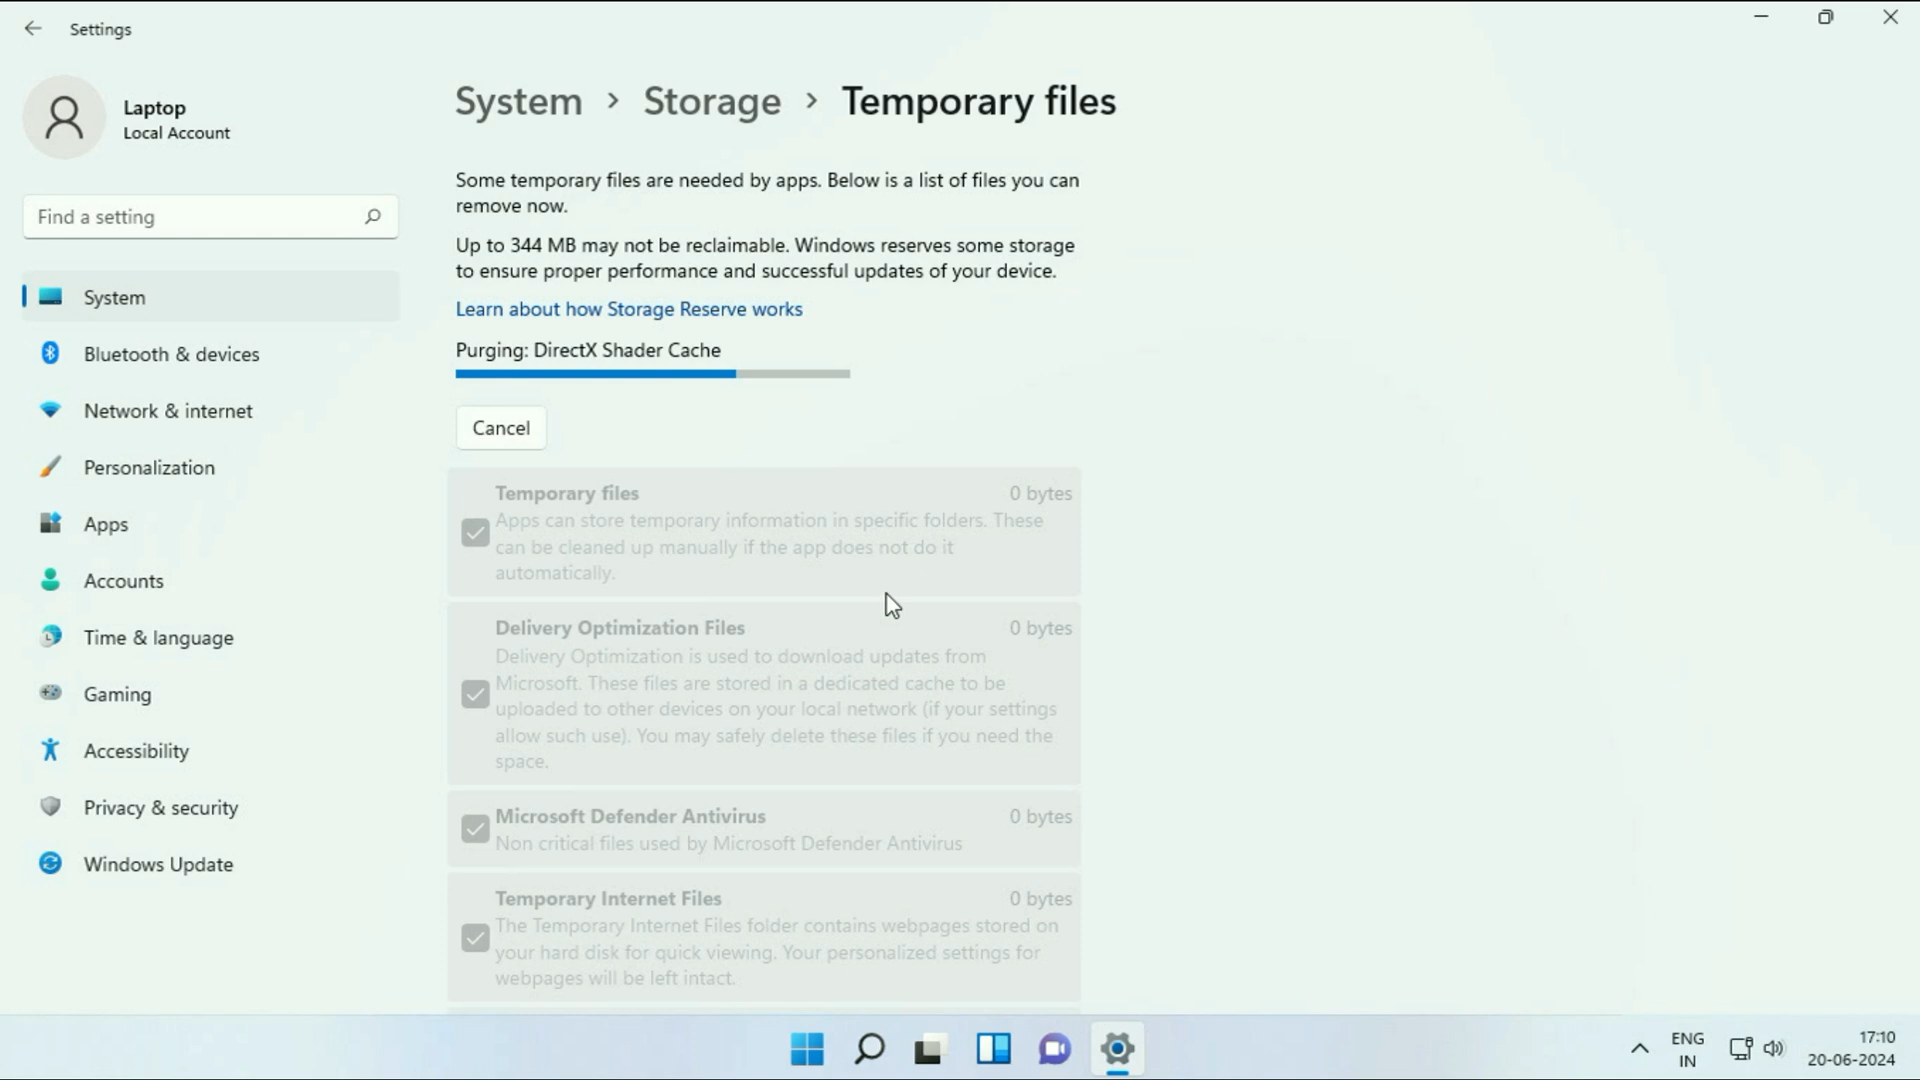 Settings
Laptop
Local Account
Find a setting
System
Bluetooth & devices
Network & internet
Personalization
Apps
Accounts
Time & language
Gaming
Accessibility
Privacy & security
Windows Update
System > Storage > Temporary files
Some temporary files are needed by apps. Below is a list of files you can
remove now.
Up to 344 MB may not be reclaimable. Windows reserves some storage
to ensure proper performance and successful updates of your device.
Learn about how Storage Reserve works
Purging: DirectX Shader Cache
Cancel
Temporary files 0 bytes
Apps can store temporary information in specific folders. These
can be cleaned up manually if the app does not do it
automatically.
Delivery Optimization Files 0 bytes
Delivery Optimization is used to download updates from
Microsoft. These files are stored in a dedicated cache to be
uploaded to other devices on your local network (if your settings
allow such use). You may safely delete these files if you need the
space.
Microsoft Defender Antivirus 0 bytes
Non critical files used by Microsoft Defender Antivirus
Temporary Internet Files 0 bytes
The Temporary Internet Files folder contains webpages stored on
your hard disk for quick viewing. Your personalized settings for
webpages will be left intact.
ENG
IN
17:10
20-06-2024